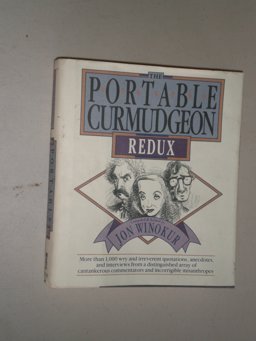 THE
PORTABLE
CURMUDGEON
REDUX
JON WINOKUR
More than 1,000 wry and irreverent quotations, anecdotes,
and interviews from a distinguished array of
cantankerous commentators and incorrigible misanthropes